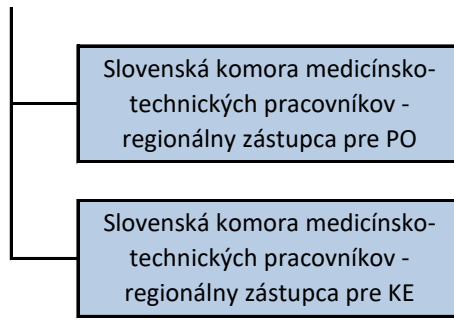 Slovenská komora medicínsko-
technických pracovníkov -
regionálny zástupca pre PO
Slovenská komora medicínsko-
technických pracovníkov -
regionálny zástupca pre KE